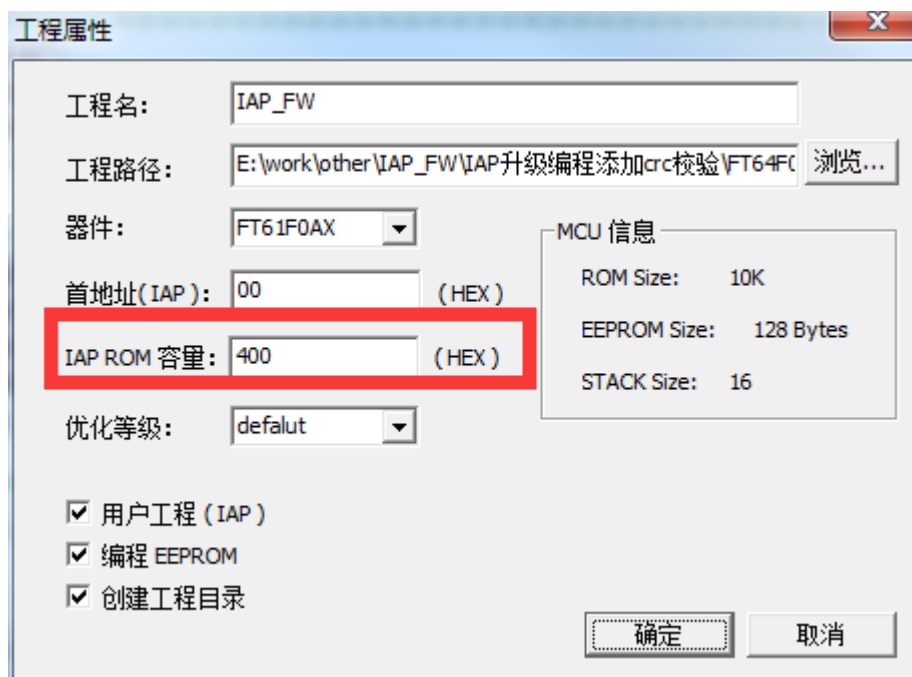 工程属性
工程名: IAP_FW
工程路径: E:\work\other\IAP_FW\IAP升级编程添加crc校验\FT64F0 浏览...
器件: FT61F0AX
MCU 信息
首地址(IAP): 00 (HEX)
ROM Size: 10K
IAP ROM 容量: 400 (HEX)
EEPROM Size: 128 Bytes
STACK Size: 16
优化等级: defalut
用户工程(IAP)
编程 EEPROM
创建工程目录
确定 取消